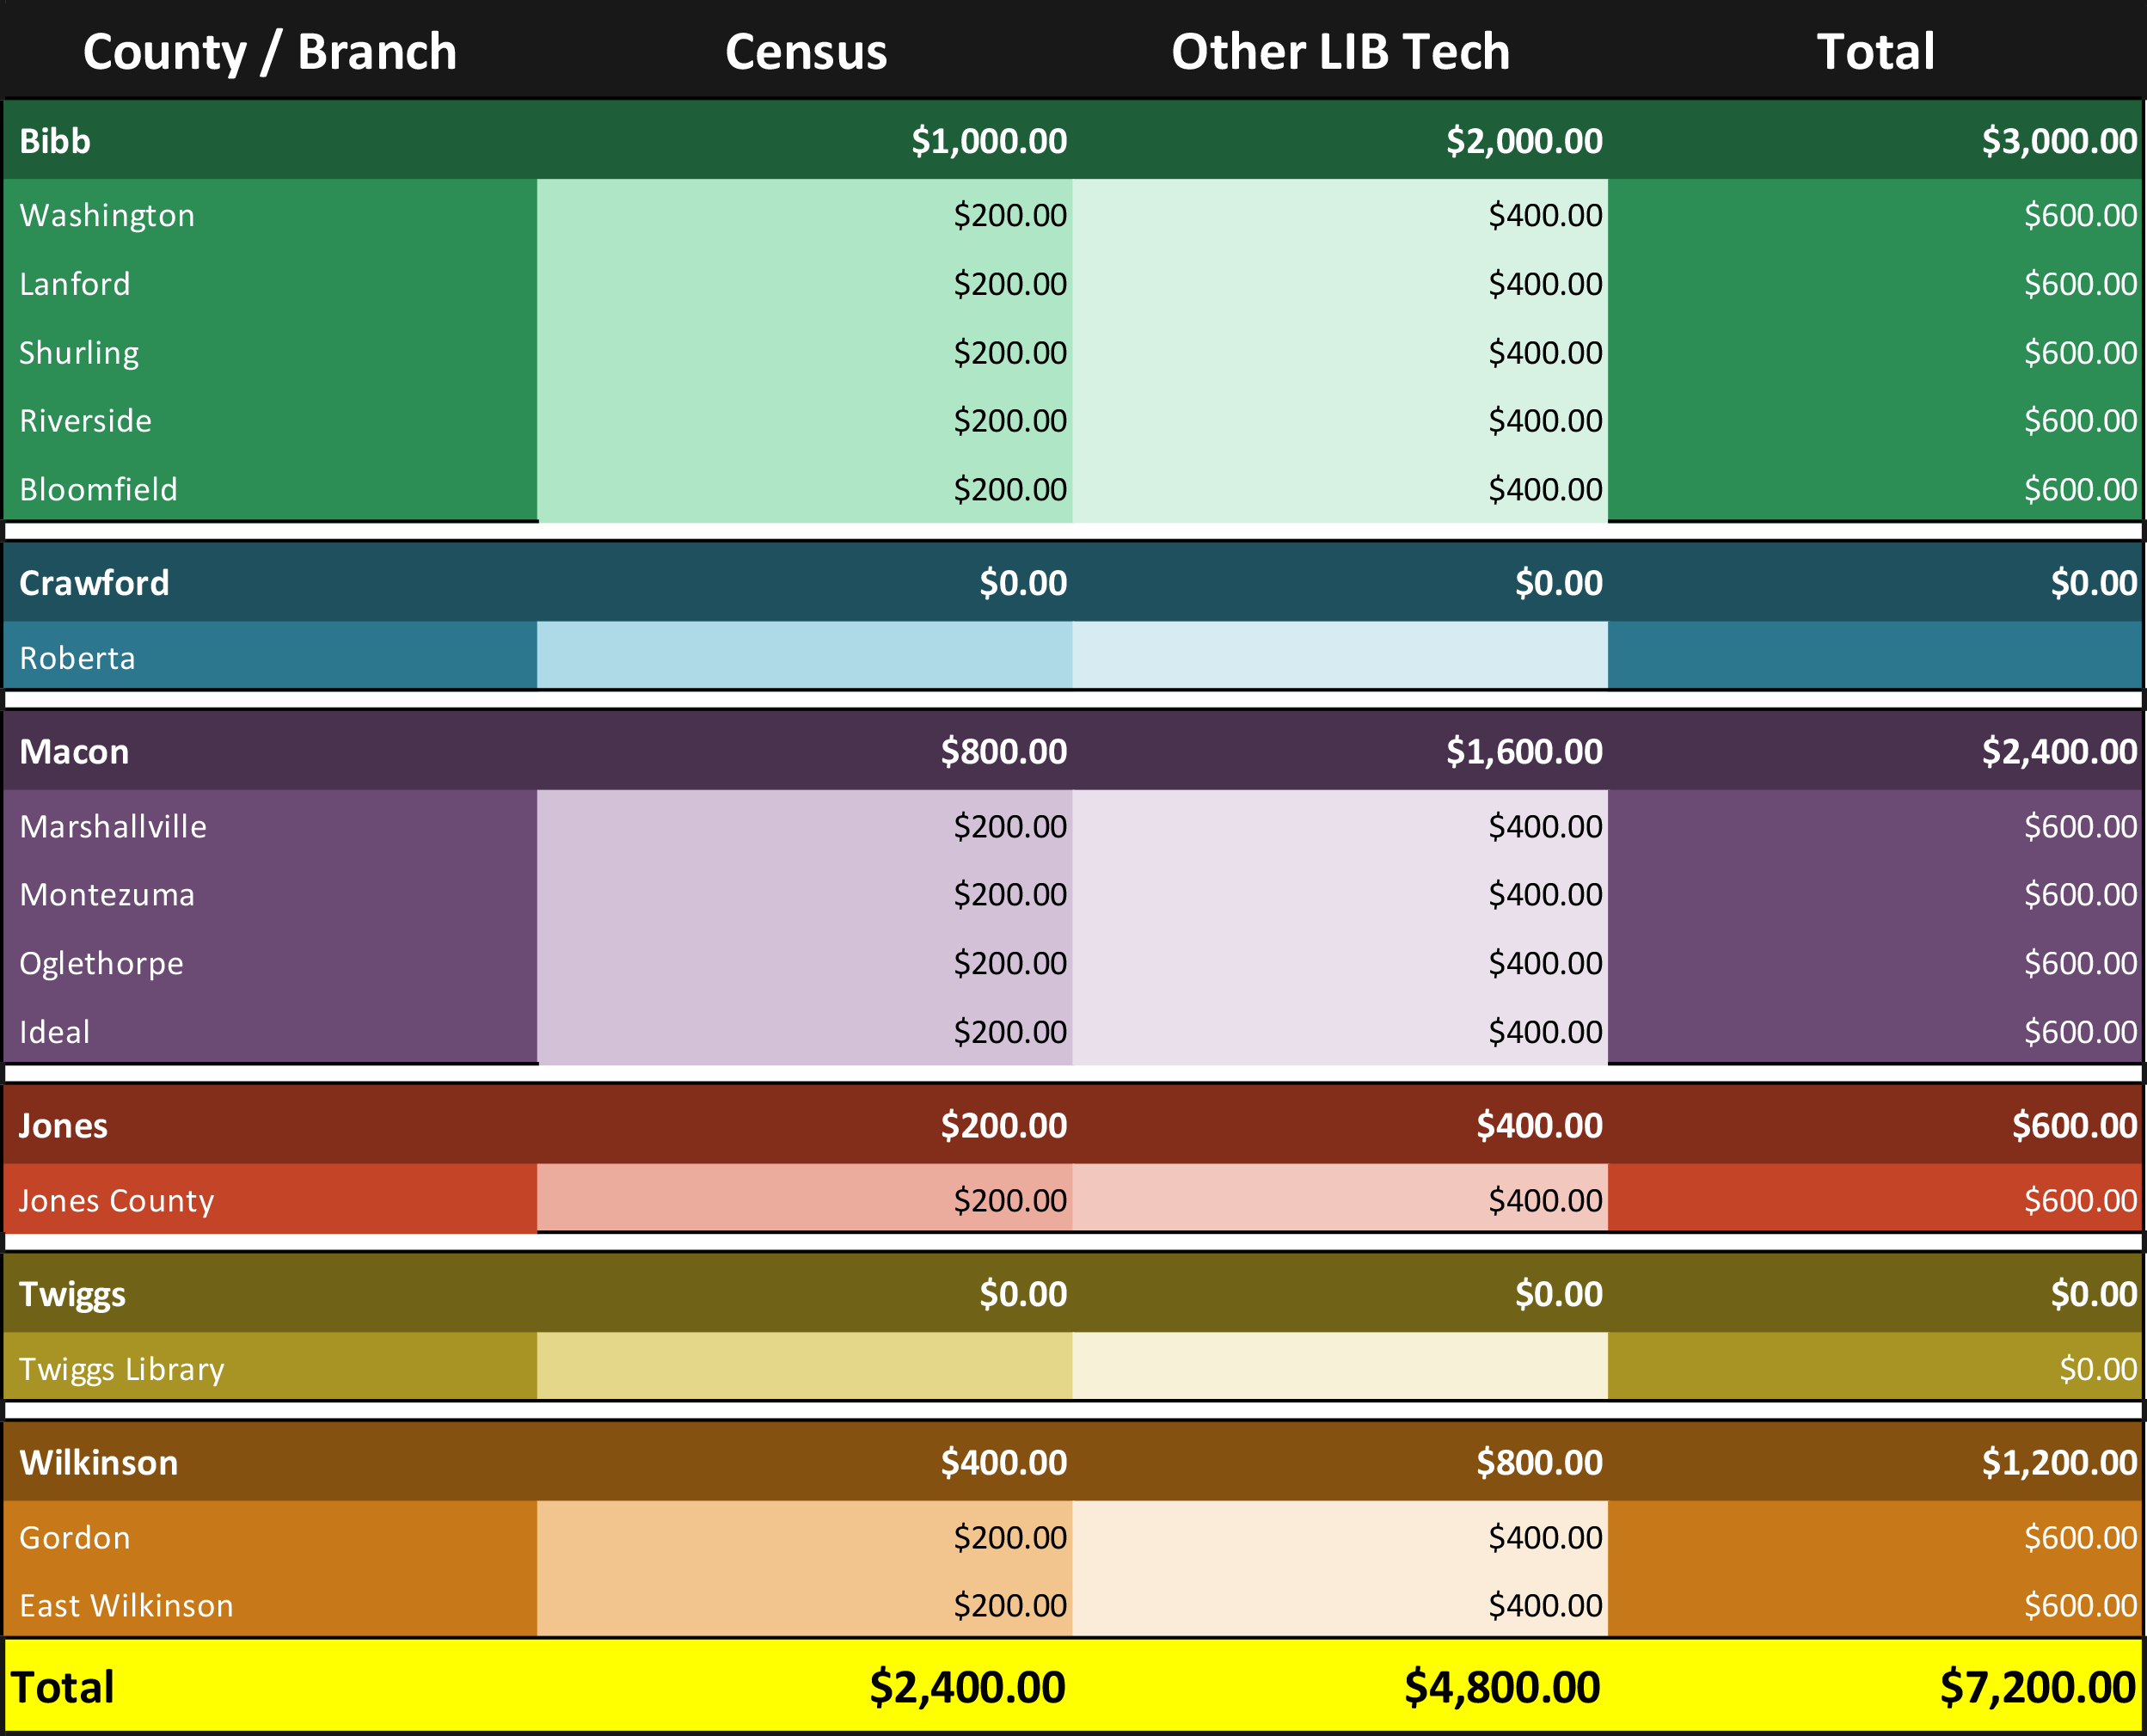 County / Branch Census Other LIB Tech Total
Bibb $1,000.00 $2,000.00 $3,000.00
Washington $200.00 $400.00 $600.00
Lanford $200.00 $400.00 $600.00
Shurling $200.00 $400.00 $600.00
Riverside $200.00 $400.00 $600.00
Bloomfield $200.00 $400.00 $600.00
Crawford $0.00 $0.00 $0.00
Roberta
Macon $800.00 $1,600.00 $2,400.00
Marshallville $200.00 $400.00 $600.00
Montezuma $200.00 $400.00 $600.00
Oglethorpe $200.00 $400.00 $600.00
Ideal $200.00 $400.00 $600.00
Jones $200.00 $400.00 $600.00
Jones County $200.00 $400.00 $600.00
Twiggs $0.00 $0.00 $0.00
Twiggs Library $0.00
Wilkinson $400.00 $800.00 $1,200.00
Gordon $200.00 $400.00 $600.00
East Wilkinson $200.00 $400.00 $600.00
Total $2,400.00 $4,800.00 $7,200.00